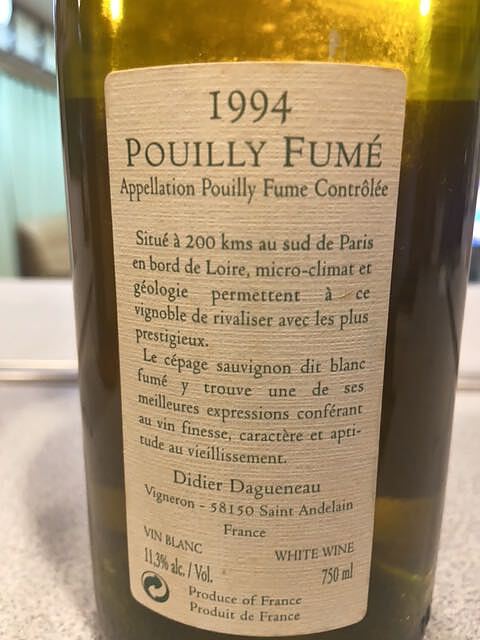 1994
POUILLY FUMÉ
Appellation Pouilly Fume Contrôlée
Situé à 200 kms au sud de Paris
en bord de Loire, micro-climat et
géologie permettent à ce
vignoble de rivaliser avec les plus
prestigieux.
Le cépage sauvignon dit blanc
fumé y trouve une de ses
meilleures expressions conférant
au vin finesse, caractère et apti-
tude au vieillissement.
Didier Dagueneau
Vigneron - 58150 Saint Andelain
France
VIN BLANC WHITE WINE
11,3% alc. / Vol. 750 ml
Produce of France
Produit de France